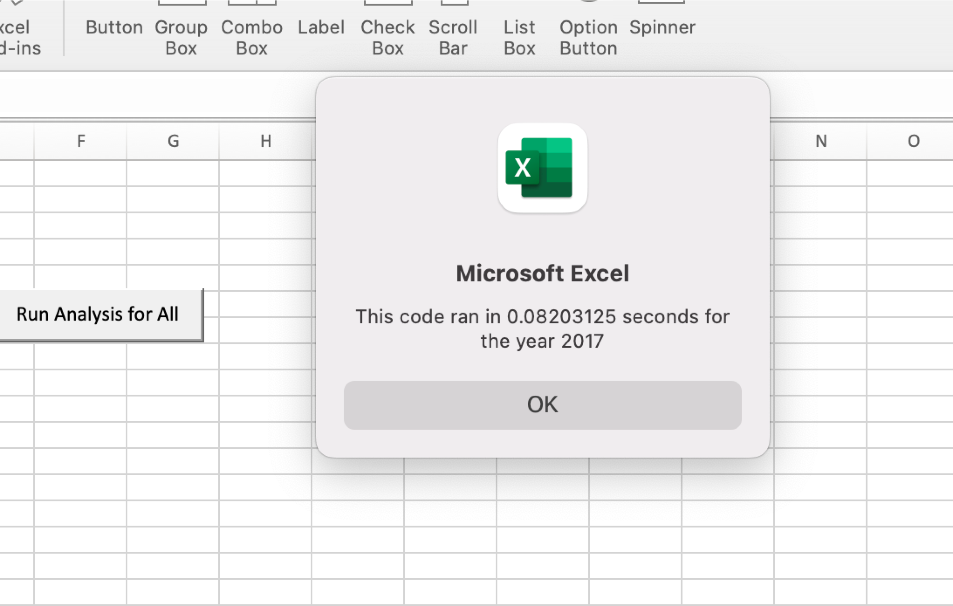 xcel Button Group Combo Label Check Scroll List Option Spinner
d-ins Box Box Box Bar Box Button
F G H N O
X
Microsoft Excel
This code ran in 0.08203125 seconds for
the year 2017
Run Analysis for All
OK